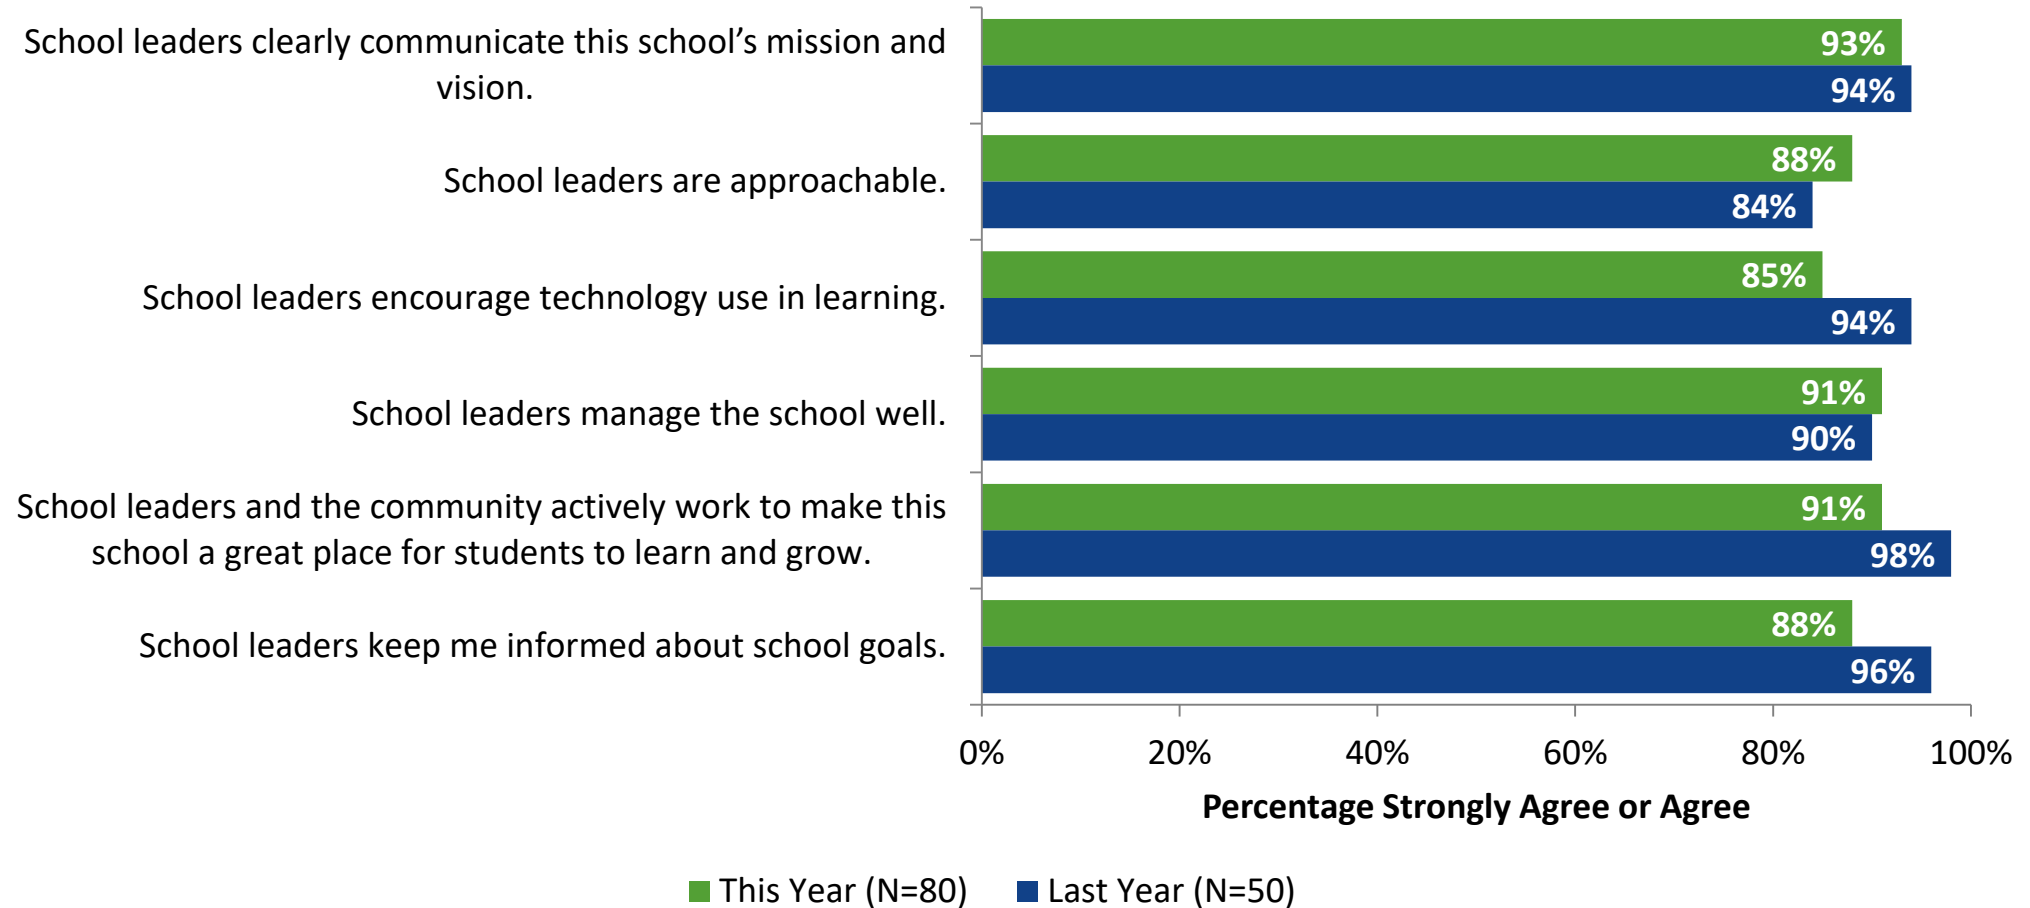 School leaders clearly communicate this school’s mission and
vision.
93%
94%
School leaders are approachable.
88%
84%
School leaders encourage technology use in learning.
85%
94%
School leaders manage the school well.
91%
90%
School leaders and the community actively work to make this
school a great place for students to learn and grow.
91%
98%
School leaders keep me informed about school goals.
88%
96%
0% 20% 40% 60% 80% 100%
Percentage Strongly Agree or Agree
This Year (N=80) Last Year (N=50)